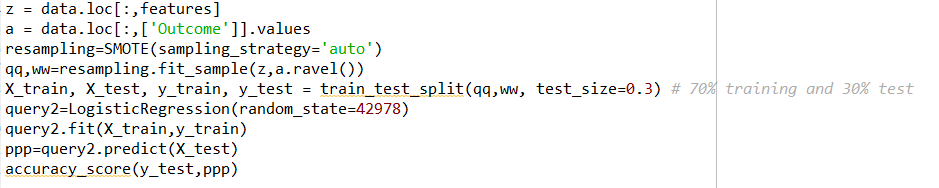 z = data.loc[:,features]
a = data.loc[:,['Outcome']].values
resampling=SMOTE(sampling_strategy='auto')
qq,ww=resampling.fit_sample(z,a.ravel())
X_train, X_test, y_train, y_test = train_test_split(qq,ww, test_size=0.3) # 70% training and 30% test
query2=LogisticRegression(random_state=42978)
query2.fit(X_train,y_train)
ppp=query2.predict(X_test)
accuracy_score(y_test,ppp)